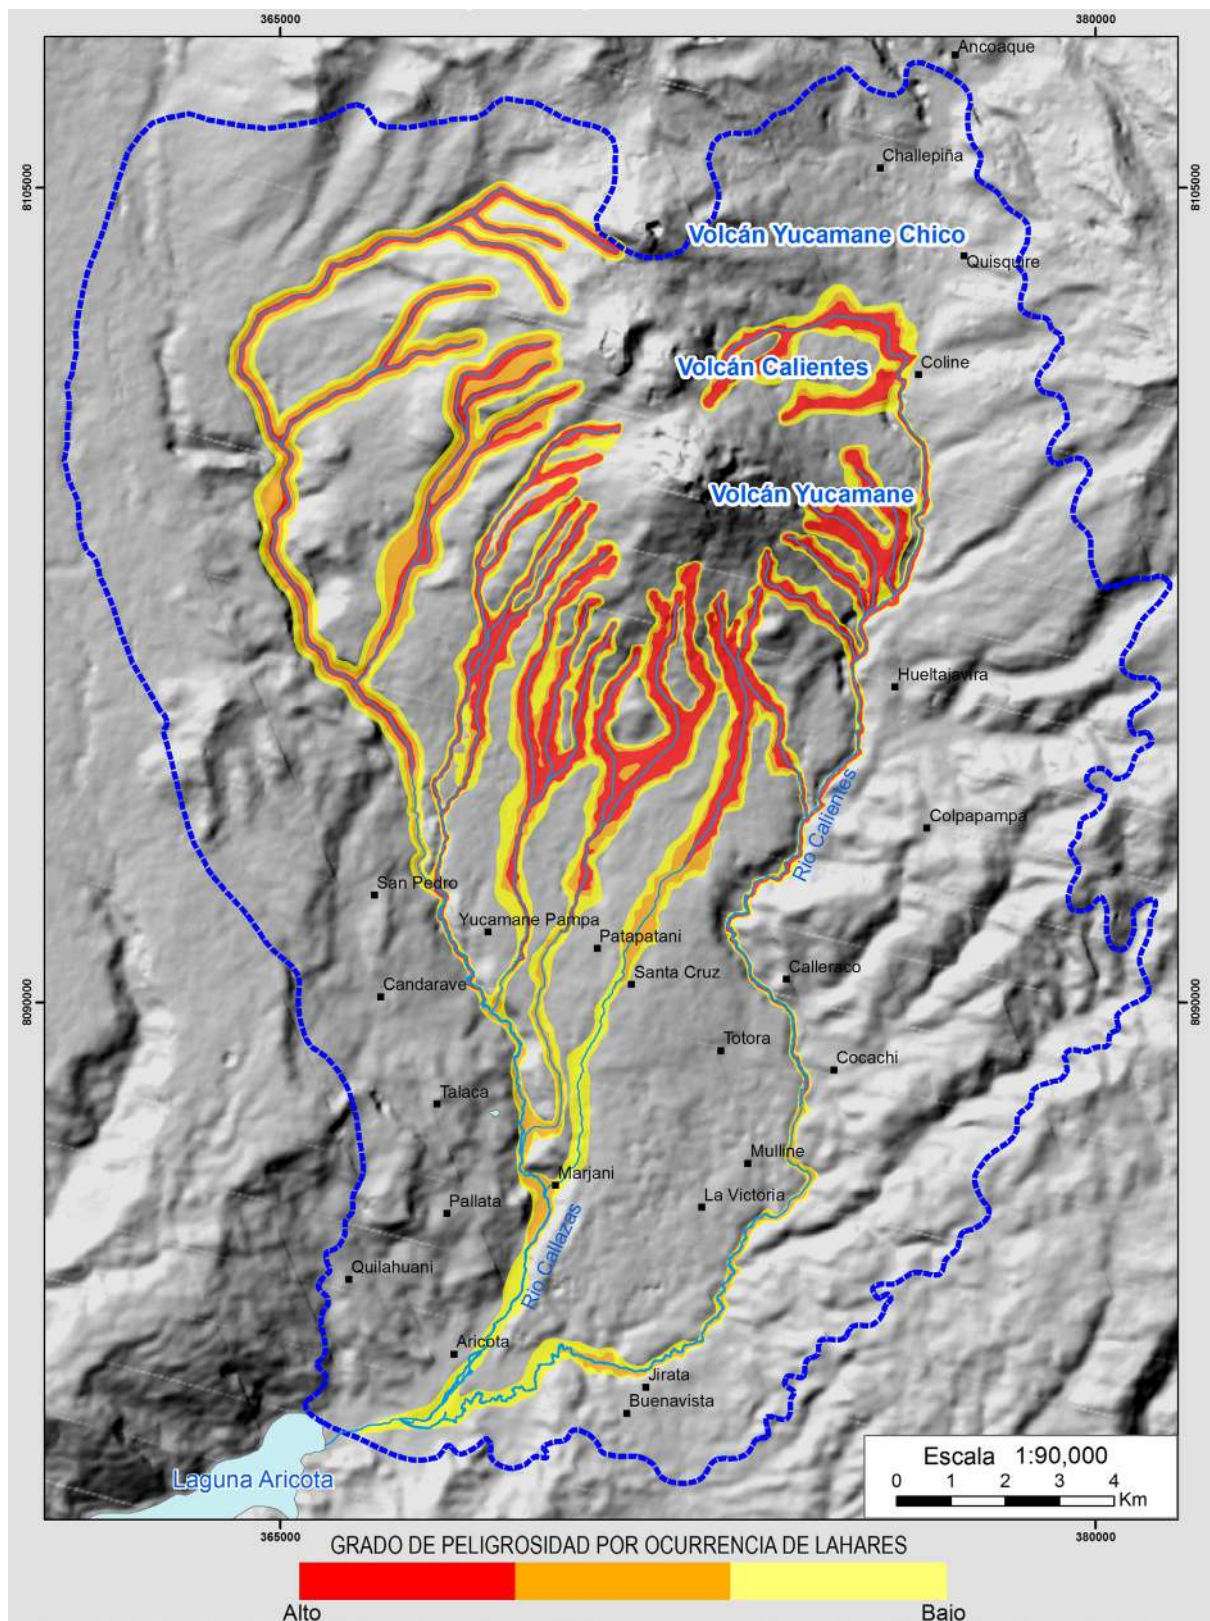 365000
380000
Ancoaque
Challepiña
8105000
8105000
Volcán Yucamane Chico
Quisquire
Volcán Calientes
Coline
Volcán Yucamane
Hueltajavira
Rio Calientes
Colpapampa
San Pedro
Yucamane Pampa
Patapatani
Santa Cruz
Calleraco
Candarave
8090000
8090000
Totora
Cocachi
Talaca
Mulline
Marjani
La Victoria
Pallata
Rio Callazas
Quilahuani
Aricota
Jirata
Buenavista
Laguna Aricota
Escala 1:90,000
0 1 2 3 4
Km
365000
380000
GRADO DE PELIGROSIDAD POR OCURRENCIA DE LAHARES
Alto
Bajo